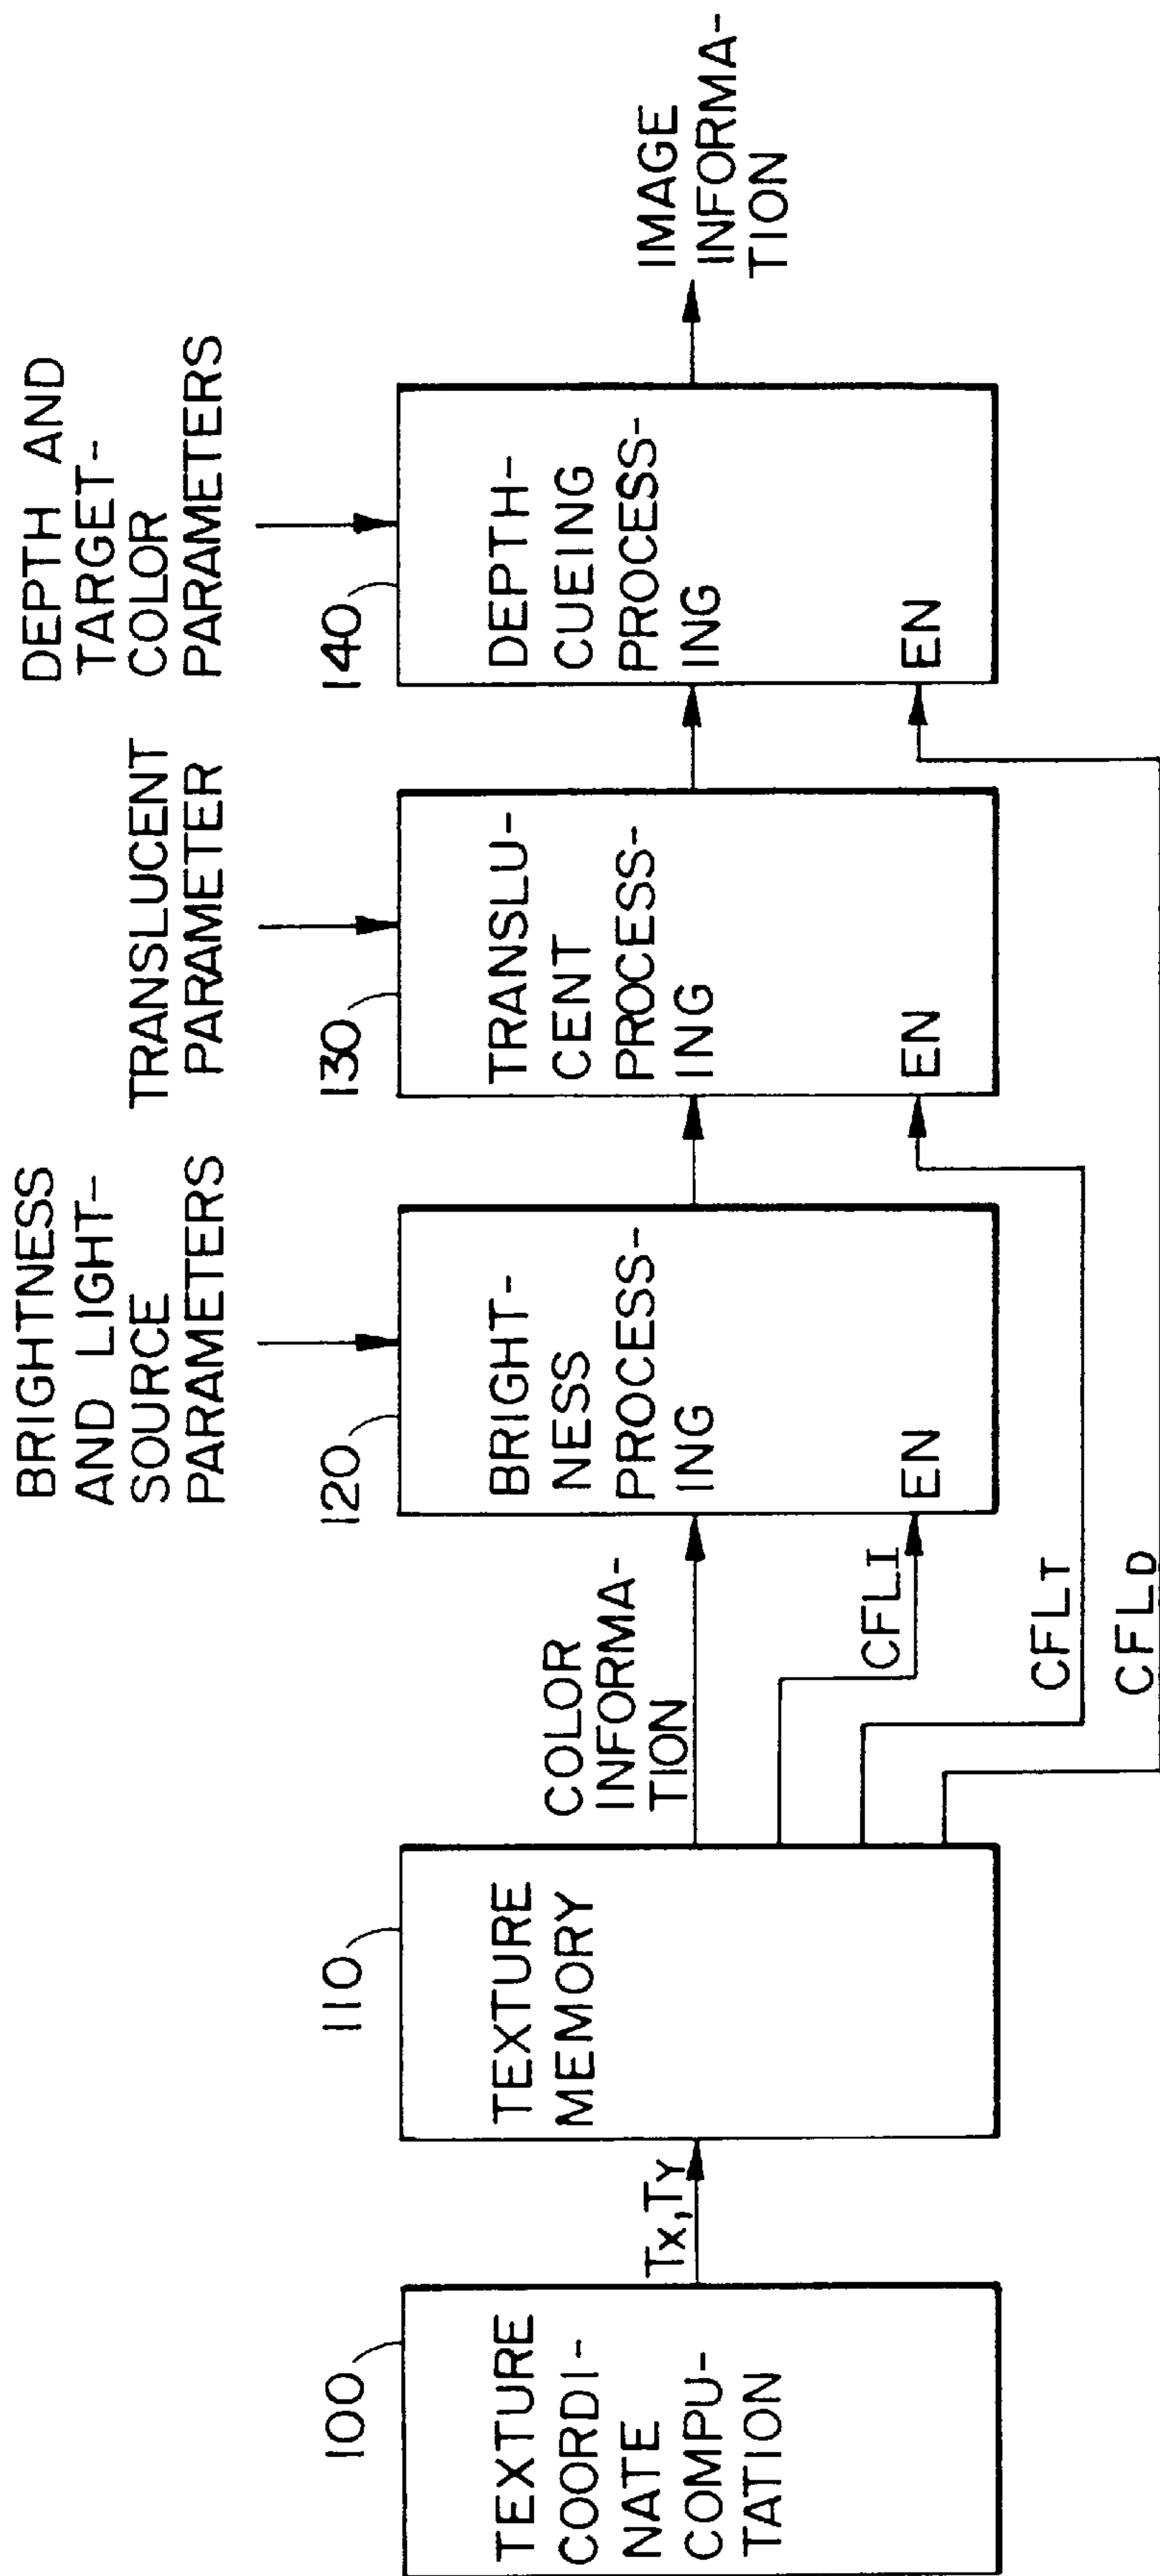 BRIGHTNESS
AND LIGHT-
SOURCE
PARAMETERS
TRANSLUCENT
PARAMETER
DEPTH AND
TARGET-
COLOR
PARAMETERS
100
TEXTURE
COORDI-
NATE
COMPU-
TATION
Tx,Ty
110
TEXTURE
MEMORY
COLOR
INFORMA-
TION
CFLI
CFLT
CFLD
120
BRIGHT-
NESS
PROCESS-
ING
EN
130
TRANSLU-
CENT
PROCESS-
ING
EN
140
DEPTH-
CUEING
PROCESS-
ING
EN
IMAGE
INFORMA-
TION